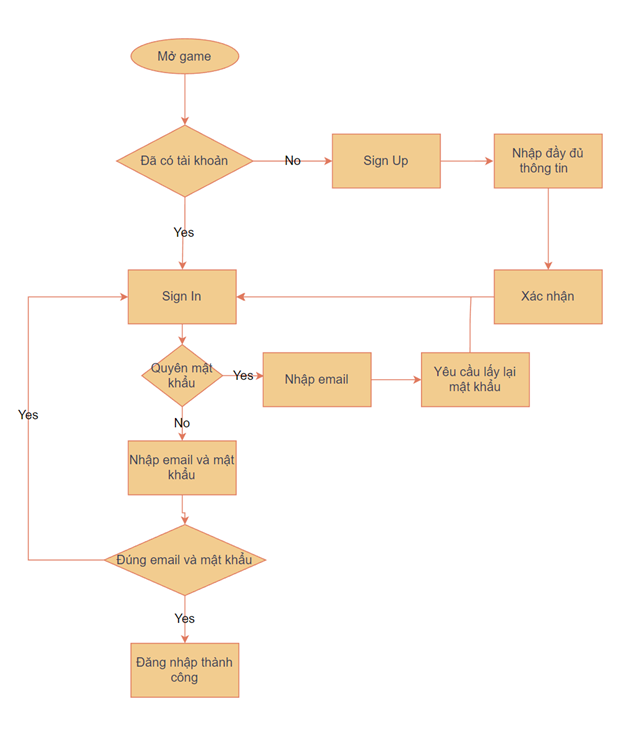 Mở game
Đã có tài khoản
No
Sign Up
Nhập đầy đủ
thông tin
Yes
Sign In
Xác nhận
Quyên mật
khẩu
Yes
Nhập email
Yêu cầu lấy lại
mật khẩu
Yes
No
Nhập email và mật
khẩu
Đúng email và mật khẩu
Yes
Đăng nhập thành
công